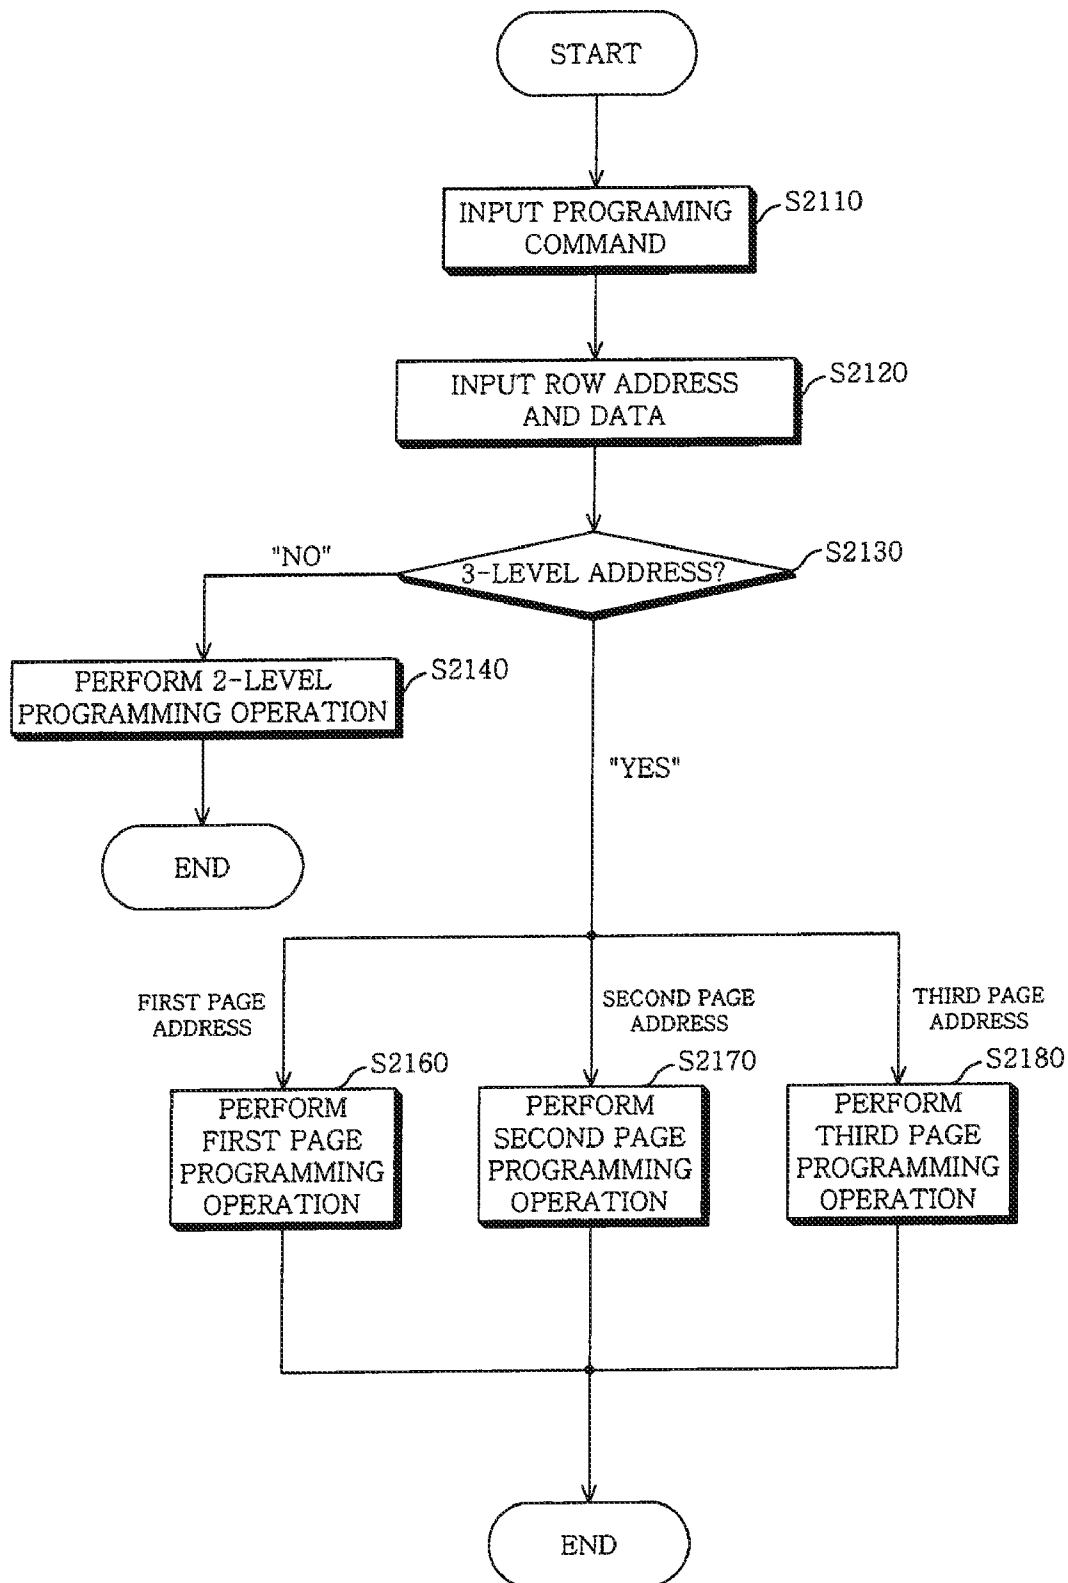 START
INPUT PROGRAMING
COMMAND
S2110
INPUT ROW ADDRESS
AND DATA
S2120
3-LEVEL ADDRESS?
S2130
"NO"
PERFORM 2-LEVEL
PROGRAMMING OPERATION
S2140
END
"YES"
FIRST PAGE
ADDRESS
SECOND PAGE
ADDRESS
THIRD PAGE
ADDRESS
S2160
PERFORM
FIRST PAGE
PROGRAMMING
OPERATION
S2170
PERFORM
SECOND PAGE
PROGRAMMING
OPERATION
S2180
PERFORM
THIRD PAGE
PROGRAMMING
OPERATION
END